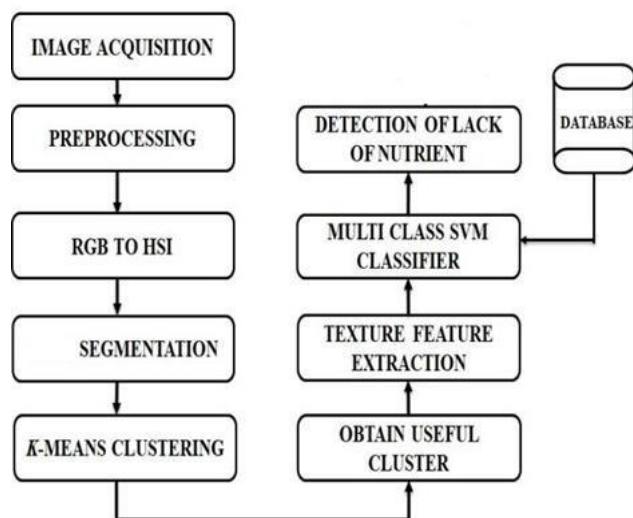 IMAGE ACQUISITION
PREPROCESSING
RGB TO HSI
SEGMENTATION
K-MEANS CLUSTERING
OBTAIN USEFUL
CLUSTER
TEXTURE FEATURE
EXTRACTION
MULTI CLASS SVM
CLASSIFIER
DETECTION OF LACK
OF NUTRIENT
DATABASE